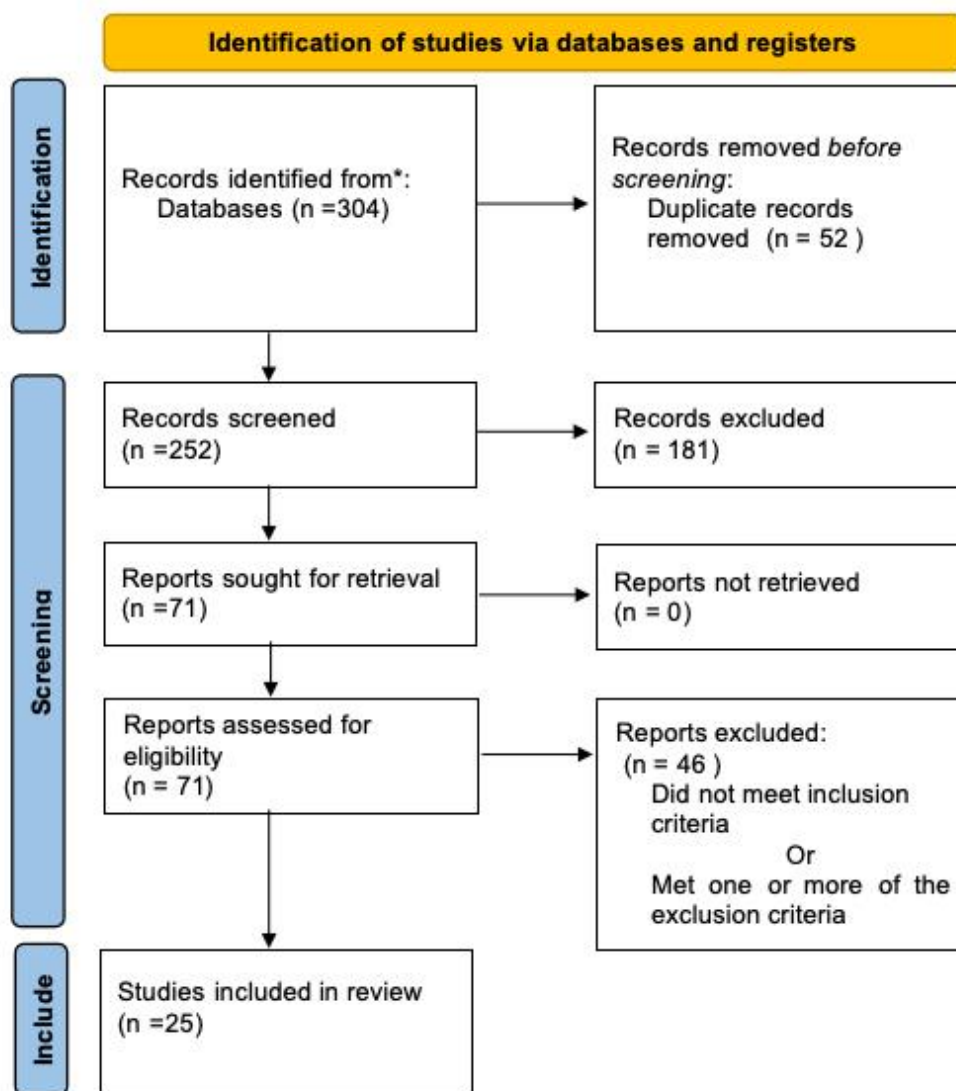 Identification of studies via databases and registers
Identification
Records identified from*:
Databases (n =304)
Records removed before
screening:
Duplicate records
removed (n = 52 )
Screening
Records screened
(n =252)
Records excluded
(n = 181)
Reports sought for retrieval
(n =71)
Reports not retrieved
(n = 0)
Reports assessed for
eligibility
(n = 71)
Reports excluded:
(n = 46 )
Did not meet inclusion
criteria
Or
Met one or more of the
exclusion criteria
Include
Studies included in review
(n =25)